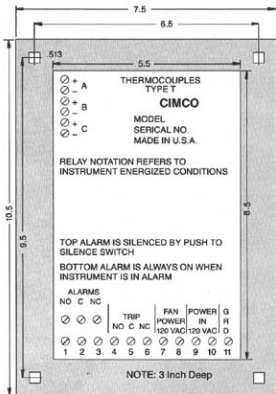 7.5
6.5
.513
5.5
+
- A
+
- B
+
- C
THERMOCOUPLES
TYPE T
CIMCO
MODEL
SERICAL NO.
MADE IN U.S.A.
RELAY NOTATION REFERS TO
INSTRUMENT ENERGIZED CONDITIONS
10.5
9.5
8.5
TOP ALARM IS SILENCED BY PUSH TO
SILENCE SWITCH
BOTTOM ALARM IS ALWAYS ON WHEN
INSTRUMENT IS IN ALARM
ALARMS
NO C NC
TRIP
NO C NC
FAN
POWER
120 VAC
POWER
IN
120 VAC
G
R
D
1 2 3 4 5 6 7 8 9 10 11
NOTE: 3 Inch Deep